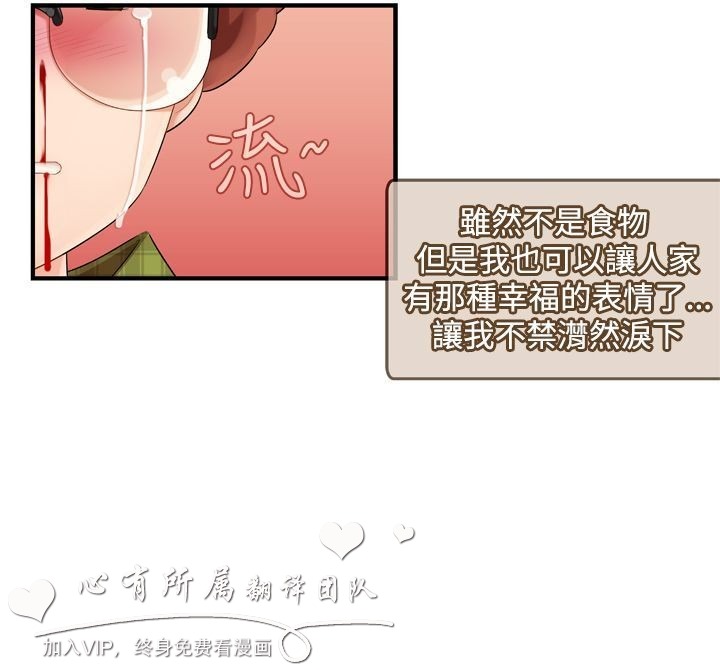 流~
雖然不是食物
但是我也可以讓人家
有那種幸福的表情了...
讓我不禁潸然淚下
心有所属翻译团队
加入VIP，终身免费看漫画